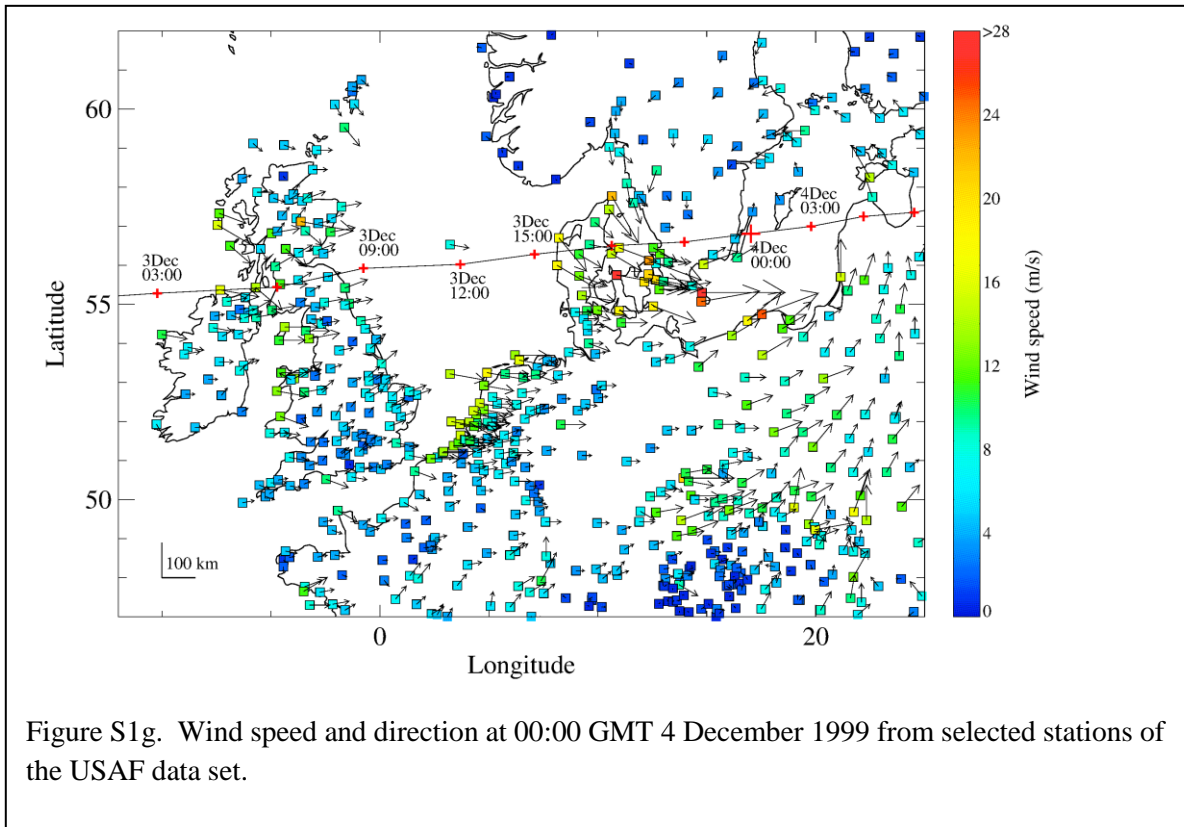 60
55
50
Latitude
0
20
Longitude
100 km
3Dec
03:00
3Dec
09:00
3Dec
12:00
3Dec
15:00
4Dec
00:00
4Dec
03:00
>28
24
20
16
12
8
4
0
Wind speed (m/s)
Figure S1g. Wind speed and direction at 00:00 GMT 4 December 1999 from selected stations of
the USAF data set.